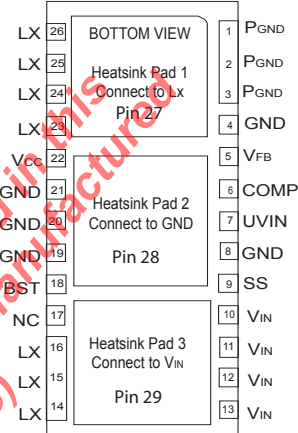 BOTTOM VIEW
LX 26
LX 25
LX 24
LX 23
VCC 22
GND 21
GND 20
GND 19
BST 18
NC 17
LX 16
LX 15
LX 14
Heatsink Pad 1
Connect to Lx
Pin 27
Heatsink Pad 2
Connect to GND
Pin 28
Heatsink Pad 3
Connect to VIN
Pin 29
1 PGND
2 PGND
3 PGND
4 GND
5 VFB
6 COMP
7 UVIN
8 GND
9 SS
10 VIN
11 VIN
12 VIN
13 VIN
in this